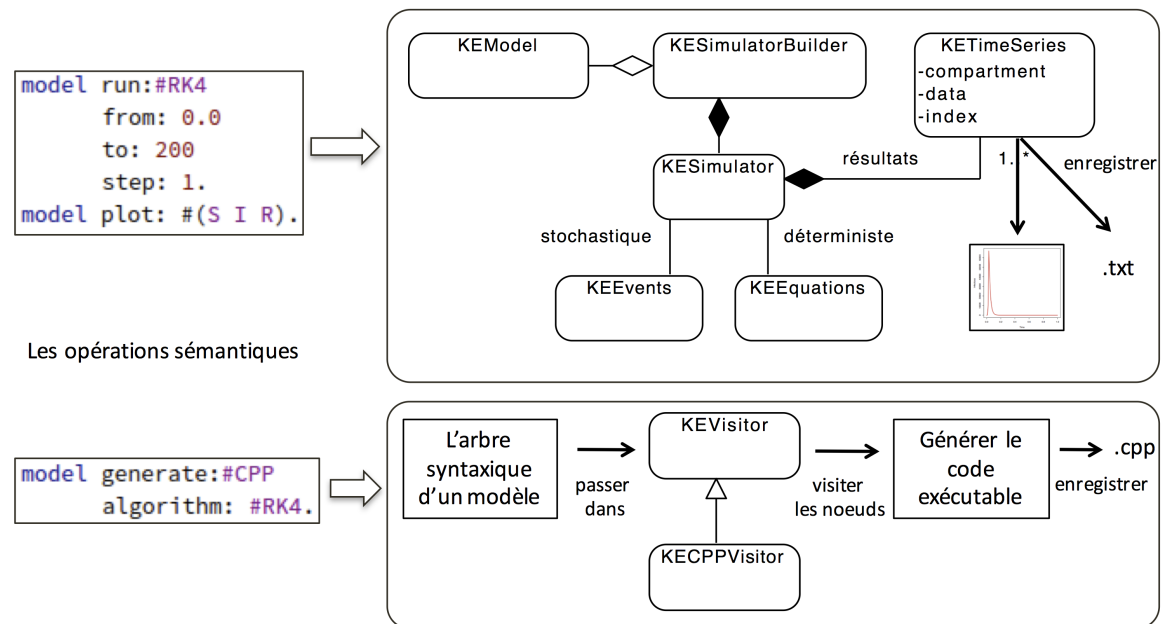 model run:#RK4
from: 0.0
to: 200
step: 1.
model plot: #(S I R).
KEModel
KESimulatorBuilder
KETimeSeries
-compartment
-data
-index
KESimulator
résultats
1..*
enregistrer
stochastique
déterministe
.txt
KEEvents
KEEquations
Les opérations sémantiques
model generate:#CPP
algorithm: #RK4.
L'arbre
syntaxique
d'un modèle
passer
dans
KEVisitor
visiter
les noeuds
Générer le
code
exécutable
.cpp
enregistrer
KECPPVisitor